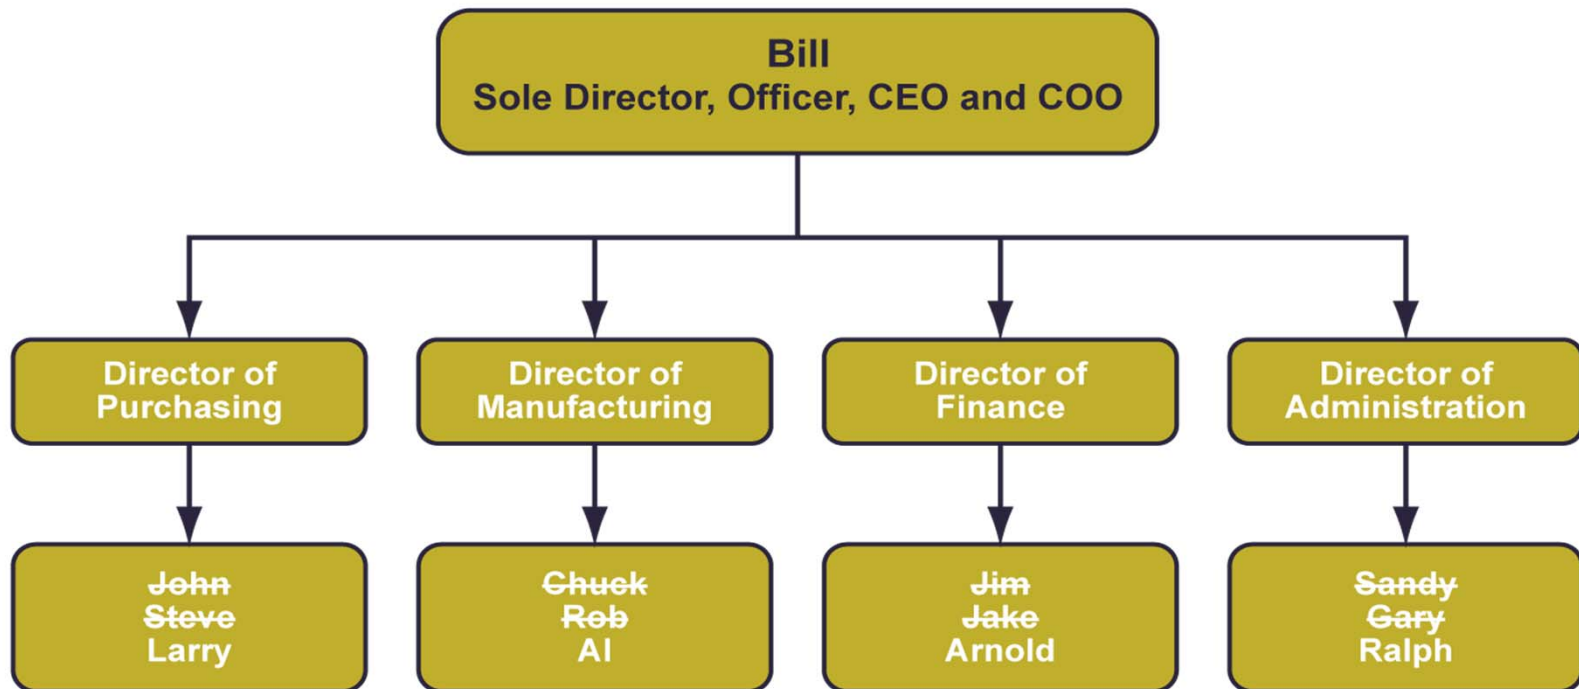 Bill
Sole Director, Officer, CEO and COO
Director of
Purchasing
Director of
Manufacturing
Director of
Finance
Director of
Administration
John
Steve
Larry
Chuck
Rob
Al
Jim
Jake
Arnold
Sandy
Gary
Ralph